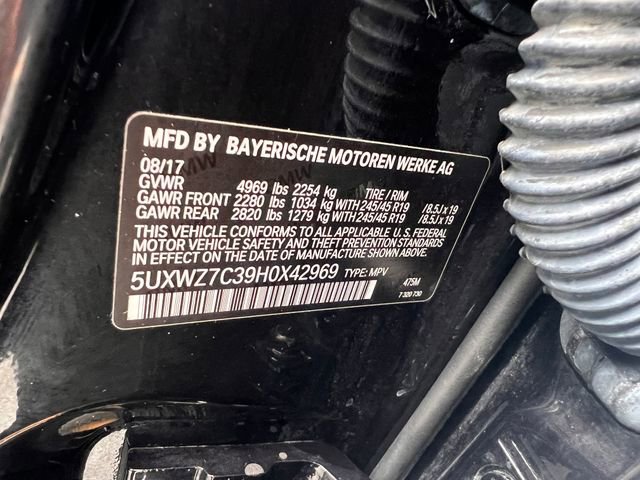 MFD BY BAYERISCHE MOTOREN WERKE AG
08/17
GVWR 4969 lbs 2254 kg TIRE / RIM
GAWR FRONT 2280 lbs 1034 kg WITH 245/45 R19 /8.5J x 19
GAWR REAR 2820 lbs 1279 kg WITH 245/45 R19 /8.5J x 19
THIS VEHICLE CONFORMS TO ALL APPLICABLE U.S. FEDERAL
MOTOR VEHICLE SAFETY AND THEFT PREVENTION STANDARDS
IN EFFECT ON THE DATE OF MANUFACTURE SHOWN ABOVE.
5UXWZ7C39H0X42969 TYPE: MPV 475M
7 320 730